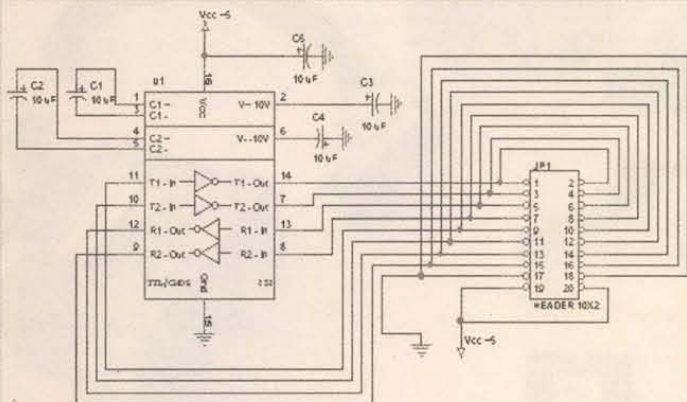 Vcc -5
C5
10 uF
C2
10 uF
C1
10 uF
U1
16
Vcc
1
C1-
3
C1-
4
C2-
5
C2-
V-10V
2
V--10V
6
C3
10 uF
C4
10 uF
11
T1-In
T1-Out
14
10
T2-In
T2-Out
7
12
R1-Out
R1-In
13
9
R2-Out
R2-In
8
TTL/CMOS
232
Gnd
15
JP1
1 2
3 4
5 6
7 8
9 10
11 12
13 14
15 16
17 18
19 20
HEADER 10X2
Vcc -5